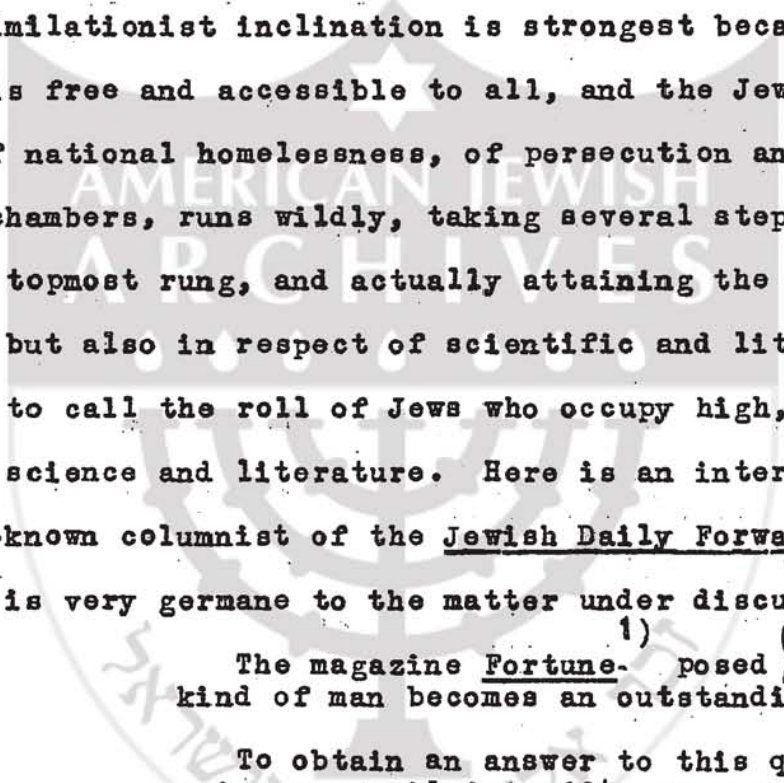 milationist inclination is strongest beca
s free and accessible to all, and the Jew
f national homelessness, of persecution an
chambers, runs wildly, taking several step
topmost rung, and actually attaining the
but also in respect of scientific and lit
to call the roll of Jews who occupy high,
science and literature. Here is an inter
known columnist of the Jewish Daily Forwa
is very germane to the matter under discu
The magazine Fortune- 1) posed
kind of man becomes an outstandi
To obtain an answer to this q
AMERICAN JEWISH
ARCHIVES